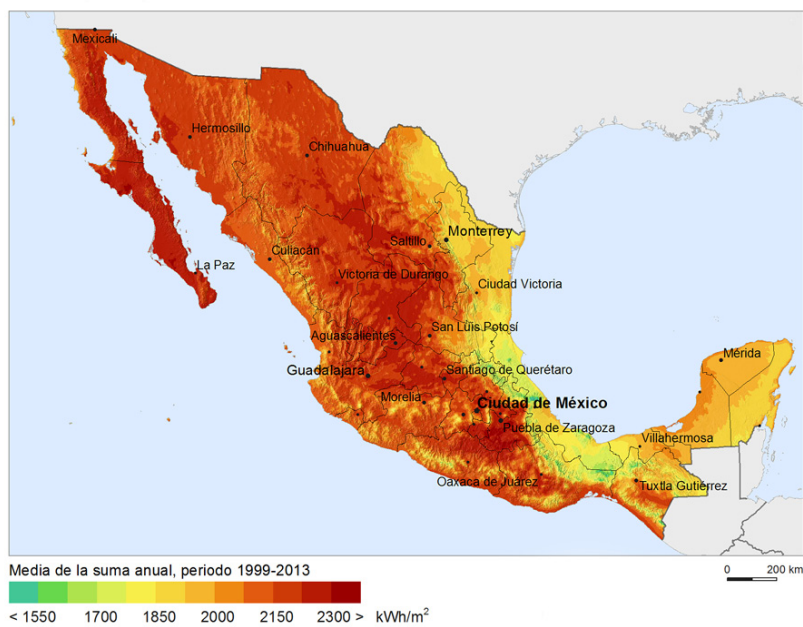 Mexicali
Hermosillo
Chihuahua
Monterrey
Saltillo
Culiacán
La Paz
Victoria de Durango
Ciudad Victoria
San Luis Potosí
Aguascalientes
Mérida
Guadalajara
Santiago de Querétaro
Morelia
Ciudad de México
Puebla de Zaragoza
Villahermosa
Oaxaca de Juárez
Tuxtla Gutiérrez
Media de la suma anual, periodo 1999-2013
0 200 km
< 1550 1700 1850 2000 2150 2300 > kWh/m²